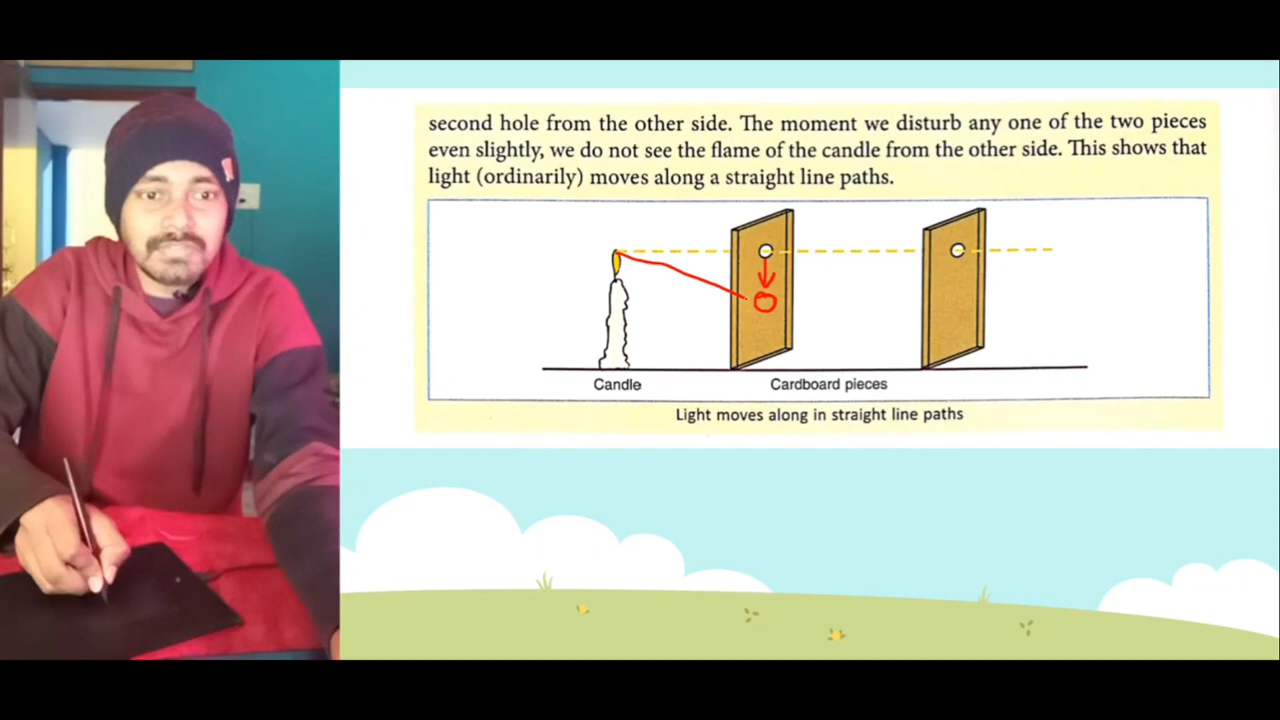 second hole from the other side. The moment we disturb any one of the two pieces
even slightly, we do not see the flame of the candle from the other side. This shows that
light (ordinarily) moves along a straight line paths.
Candle
Cardboard pieces
Light moves along in straight line paths